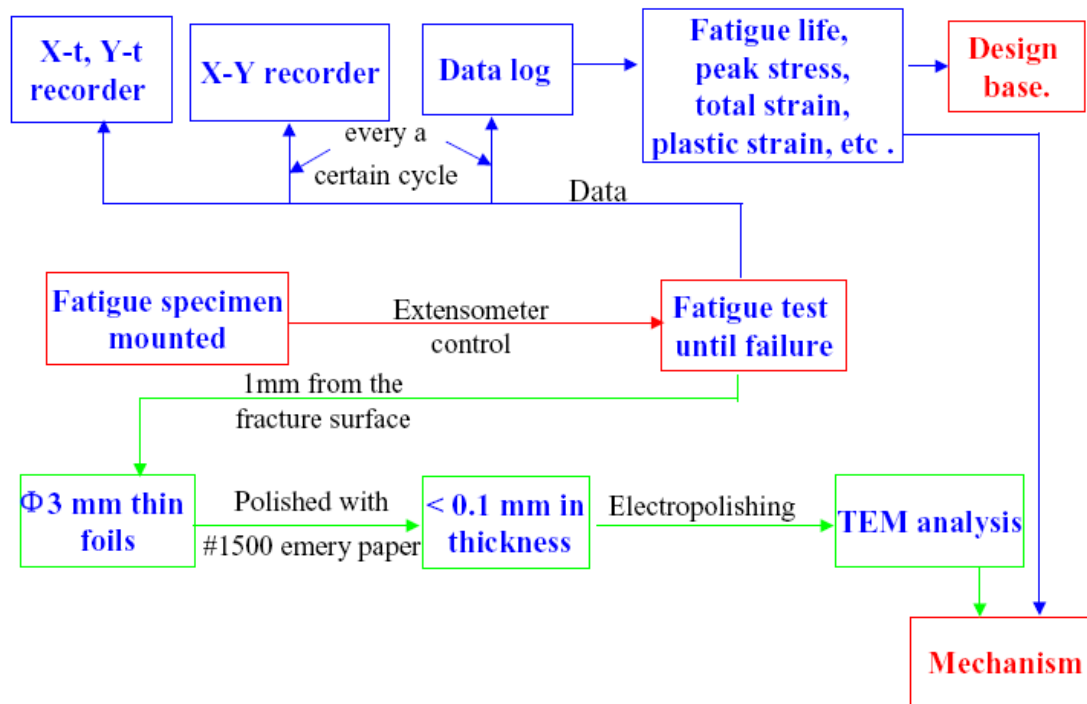 X-t, Y-t
recorder
X-Y recorder
Data log
Fatigue life,
peak stress,
total strain,
plastic strain, etc .
Design
base.
every a
certain cycle
Data
Fatigue specimen
mounted
Extensometer
control
Fatigue test
until failure
1mm from the
fracture surface
Φ3 mm thin
foils
Polished with
#1500 emery paper
< 0.1 mm in
thickness
Electropolishing
TEM analysis
Mechanism